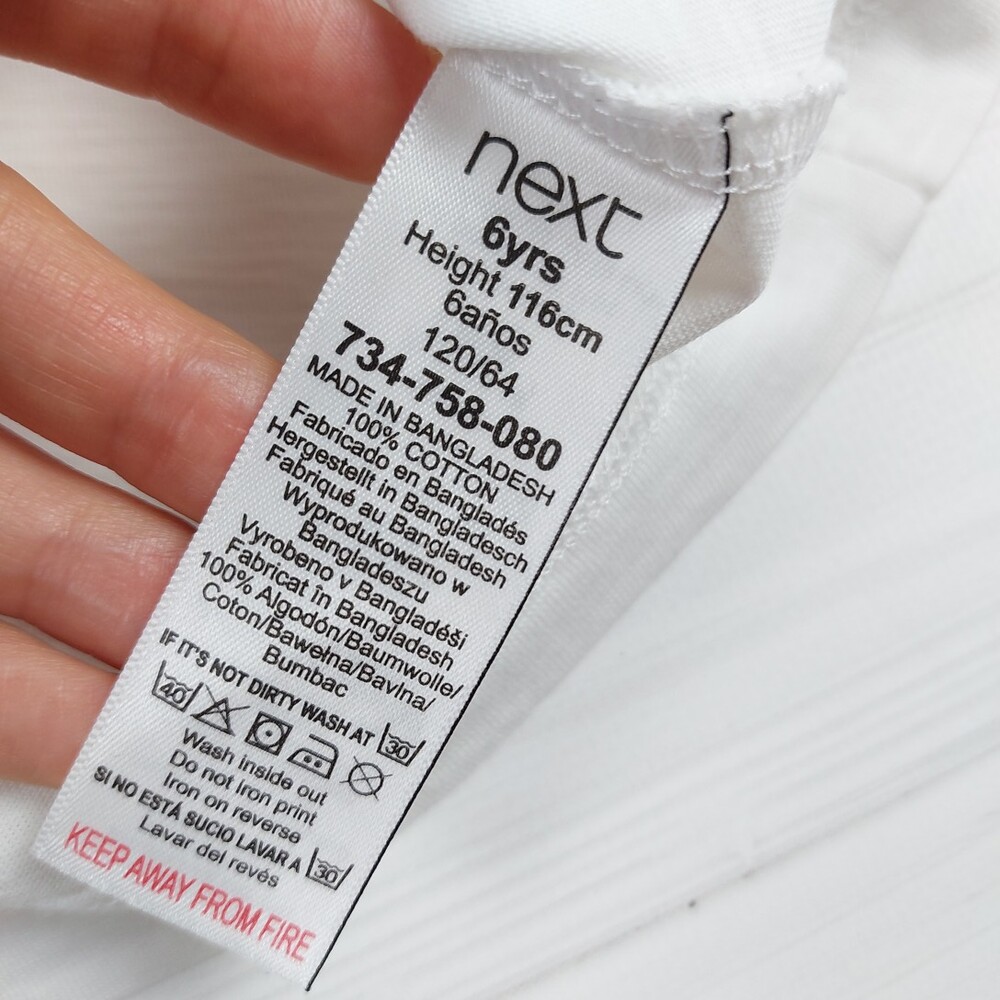 next
6yrs
Height 116cm
6años
120/64
734-758-080
MADE IN BANGLADESH
100% COTTON
Fabricado en Bangladés
Hergestellt in Bangladesch
Fabriqué au Bangladesh
Wyprodukowano w
Bangladeszu
Vyrobeno v Bangladéši
Fabricat în Bangladesh
100% Algodón/Baumwolle/
Coton/Bawełna/Bavlna/
Bumbac
IF IT'S NOT DIRTY WASH AT 30
40
Wash inside out
Do not Iron print
Iron on reverse
SI NO ESTÁ SUCIO LAVAR A 30
Lavar del revés
KEEP AWAY FROM FIRE